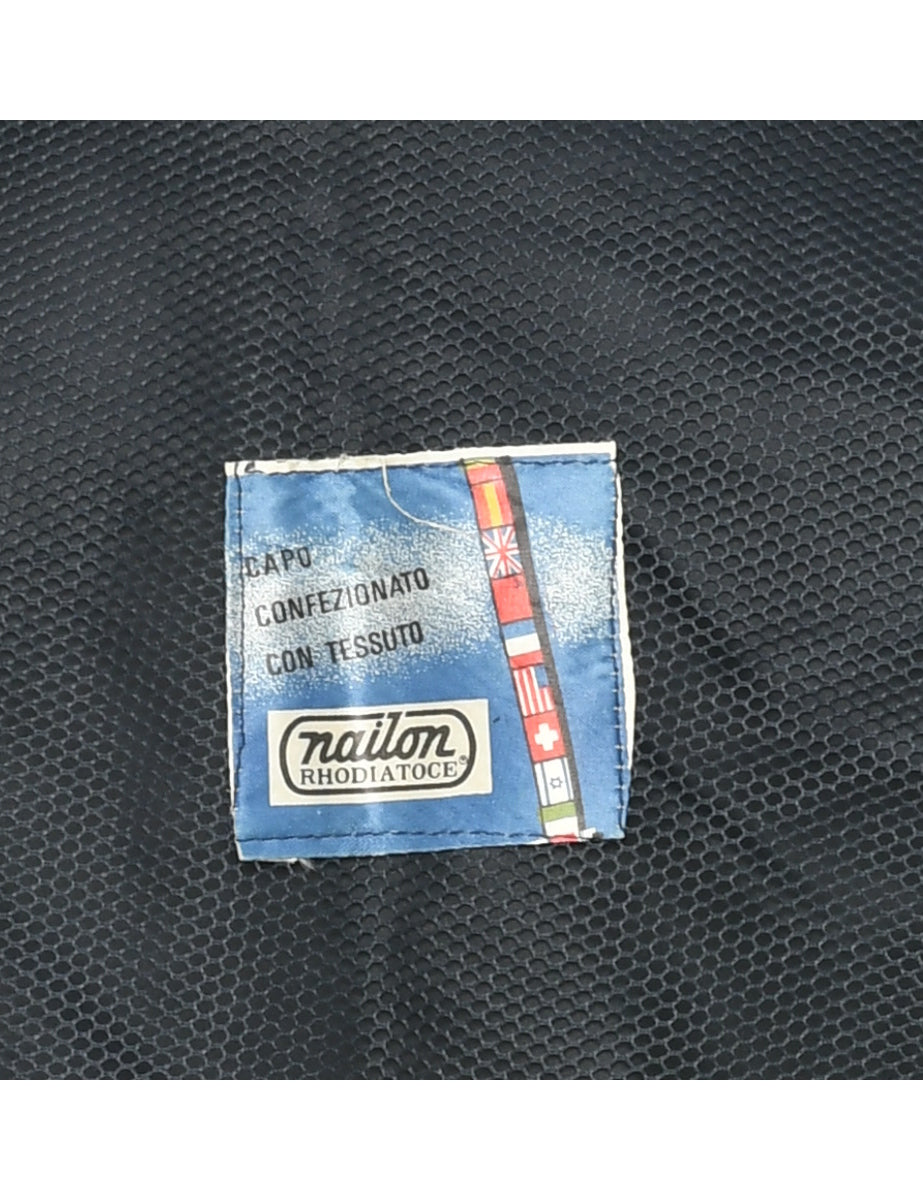 CAPO
CONFEZIONATO
CON TESSUTO
nailon
RHODIATOCE®